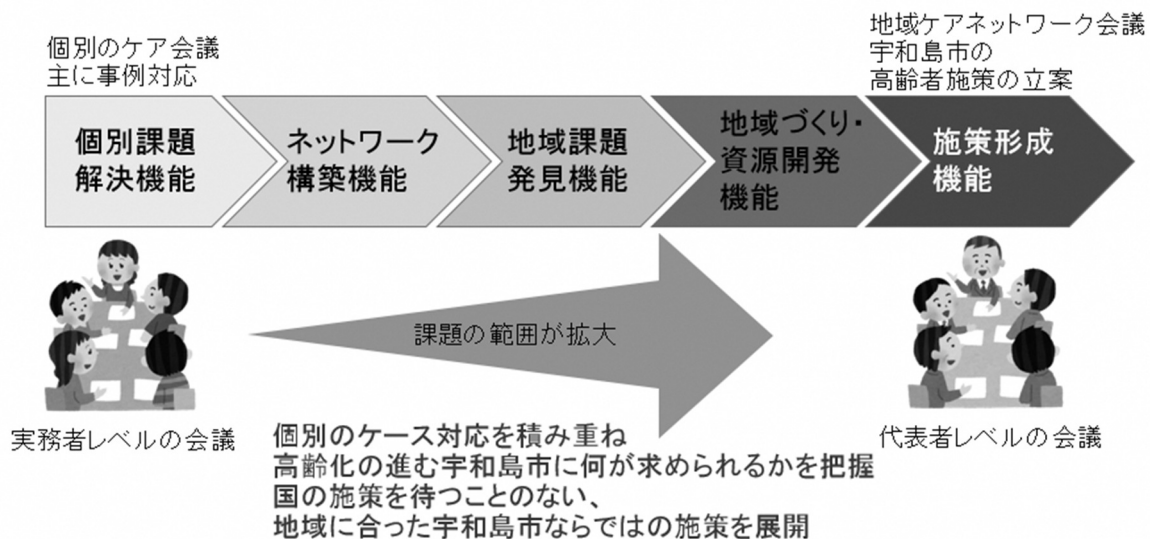 個別のケア会議
主に事例対応
地域ケアネットワーク会議
宇和島市の
高齢者施策の立案
個別課題
解決機能
ネットワーク
構築機能
地域課題
発見機能
地域づくり・
資源開発
機能
施策形成
機能
課題の範囲が拡大
実務者レベルの会議
代表者レベルの会議
個別のケース対応を積み重ね
高齢化の進む宇和島市に何が求められるかを把握
国の施策を待つことのない、
地域に合った宇和島市ならではの施策を展開